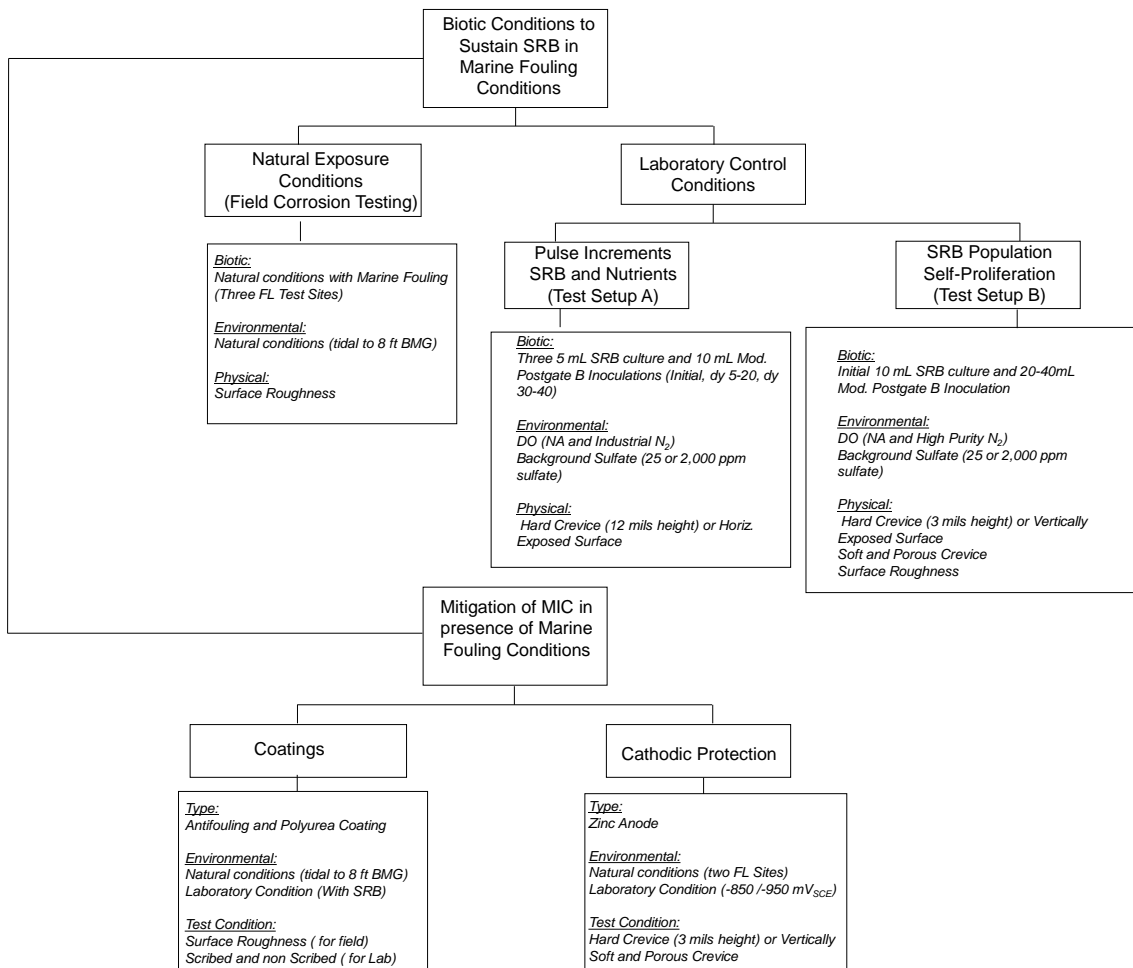 Biotic Conditions to
Sustain SRB in
Marine Fouling
Conditions
Natural Exposure
Conditions
(Field Corrosion Testing)
Laboratory Control
Conditions
Biotic:
Natural conditions with Marine Fouling
(Three FL Test Sites)
Environmental:
Natural conditions (tidal to 8 ft BMG)
Physical:
Surface Roughness
Pulse Increments
SRB and Nutrients
(Test Setup A)
SRB Population
Self-Proliferation
(Test Setup B)
Biotic:
Three 5 mL SRB culture and 10 mL Mod.
Postgate B Inoculations (Initial, dy 5-20, dy
30-40)
Environmental:
DO (NA and Industrial N2)
Background Sulfate (25 or 2,000 ppm
sulfate)
Physical:
Hard Crevice (12 mils height) or Horiz.
Exposed Surface
Biotic:
Initial 10 mL SRB culture and 20-40mL
Mod. Postgate B Inoculation
Environmental:
DO (NA and High Purity N2)
Background Sulfate (25 or 2,000 ppm
sulfate)
Physical:
Hard Crevice (3 mils height) or Vertically
Exposed Surface
Soft and Porous Crevice
Surface Roughness
Mitigation of MIC in
presence of Marine
Fouling Conditions
Coatings
Cathodic Protection
Type:
Antifouling and Polyurea Coating
Environmental:
Natural conditions (tidal to 8 ft BMG)
Laboratory Condition (With SRB)
Test Condition:
Surface Roughness ( for field)
Scribed and non Scribed ( for Lab)
Type:
Zinc Anode
Environmental:
Natural conditions (two FL Sites)
Laboratory Condition (-850 /-950 mVSCE)
Test Condition:
Hard Crevice (3 mils height) or Vertically
Soft and Porous Crevice